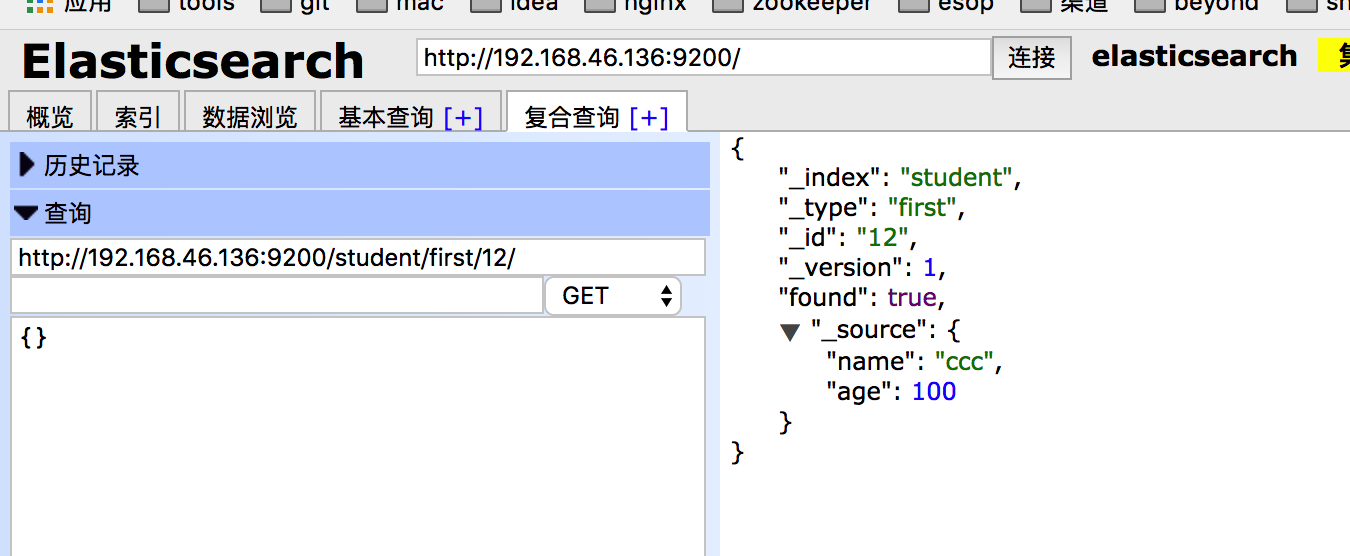 应用 tools git mac idea nginx zookeeper esop 渠道 beyond
Elasticsearch http://192.168.46.136:9200/ 连接 elasticsearch
概览 索引 数据浏览 基本查询 [+] 复合查询 [+]
历史记录
查询
http://192.168.46.136:9200/student/first/12/
GET
{}
{
"_index": "student",
"_type": "first",
"_id": "12",
"_version": 1,
"found": true,
"_source": {
"name": "ccc",
"age": 100
}
}